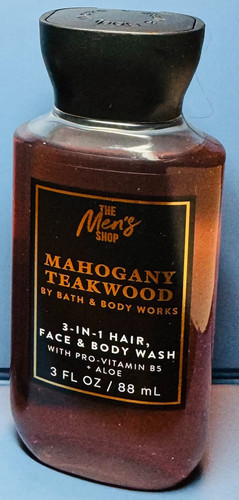 THE
Men's
SHOP
MAHOGANY
TEAKWOOD
BY BATH & BODY WORKS
3-IN-1 HAIR,
FACE & BODY WASH
WITH PRO-VITAMIN B5
+ ALOE
3 FL OZ / 88 mL